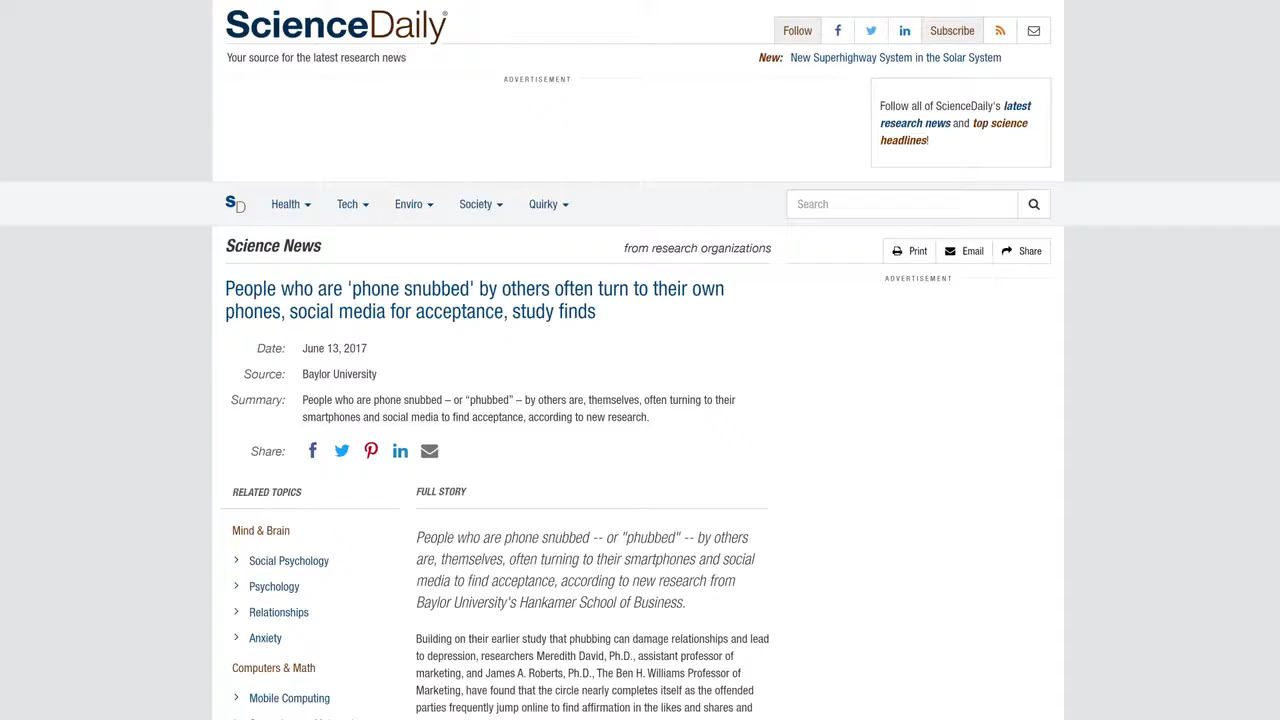 ScienceDaily®
Follow
Subscribe
Your source for the latest research news
New: New Superhighway System in the Solar System
ADVERTISEMENT
Follow all of ScienceDaily's latest
research news and top science
headlines!
SD
Health
Tech
Enviro
Society
Quirky
Search
Science News
from research organizations
Print
Email
Share
ADVERTISEMENT
People who are 'phone snubbed' by others often turn to their own
phones, social media for acceptance, study finds
Date: June 13, 2017
Source: Baylor University
Summary: People who are phone snubbed – or “phubbed” – by others are, themselves, often turning to their
smartphones and social media to find acceptance, according to new research.
Share:
RELATED TOPICS
Mind & Brain
Social Psychology
Psychology
Relationships
Anxiety
Computers & Math
Mobile Computing
FULL STORY
People who are phone snubbed -- or "phubbed" -- by others
are, themselves, often turning to their smartphones and social
media to find acceptance, according to new research from
Baylor University's Hankamer School of Business.
Building on their earlier study that phubbing can damage relationships and lead
to depression, researchers Meredith David, Ph.D., assistant professor of
marketing, and James A. Roberts, Ph.D., The Ben H. Williams Professor of
Marketing, have found that the circle nearly completes itself as the offended
parties frequently jump online to find affirmation in the likes and shares and